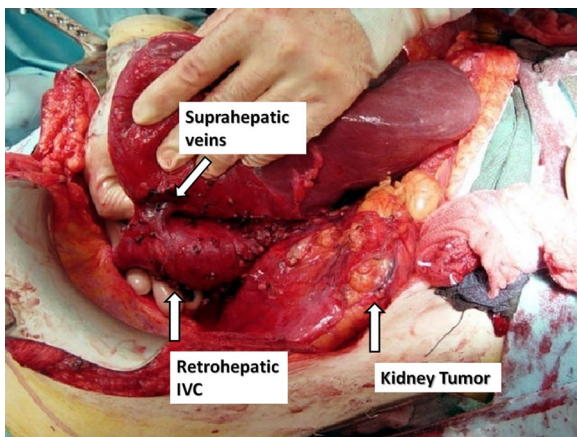 Suprahepatic
veins
Retrohepatic
IVC
Kidney Tumor